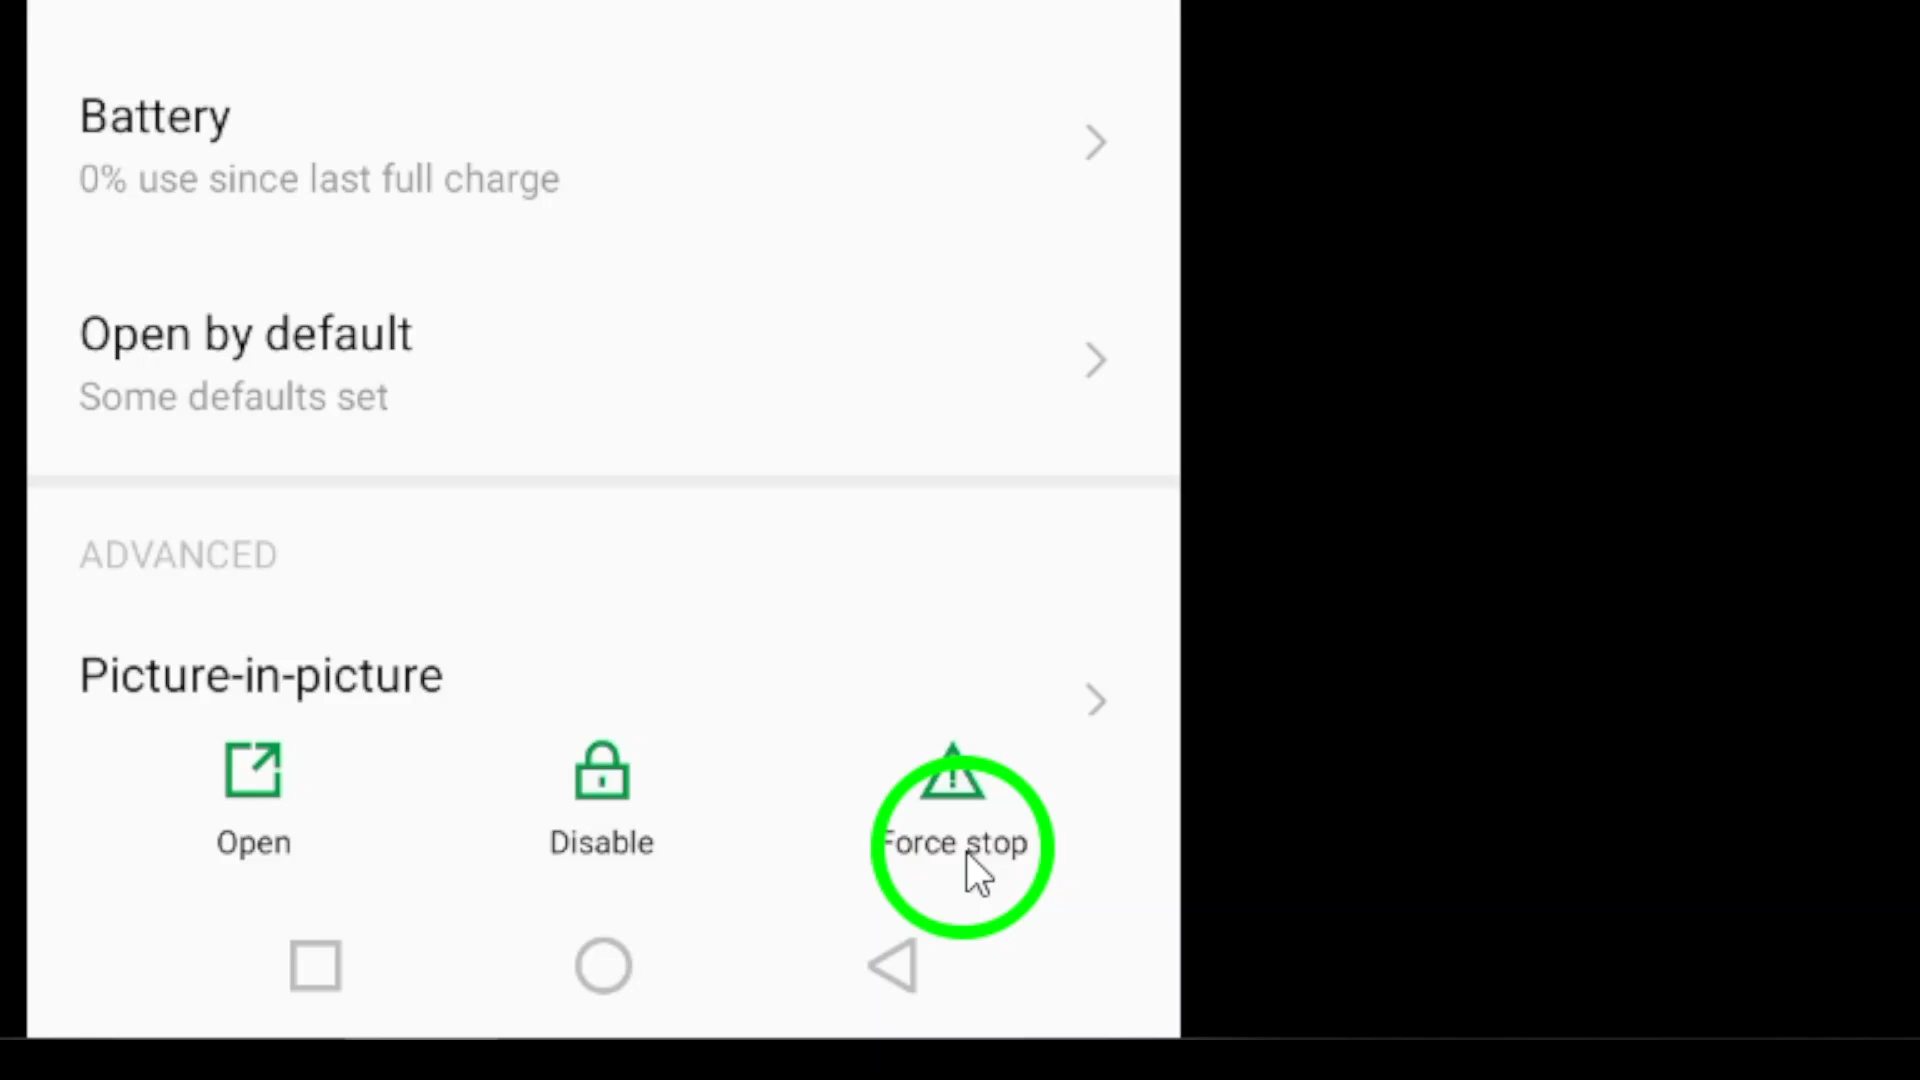 Battery
0% use since last full charge
Open by default
Some defaults set
ADVANCED
Picture-in-picture
Open
Disable
Force stop